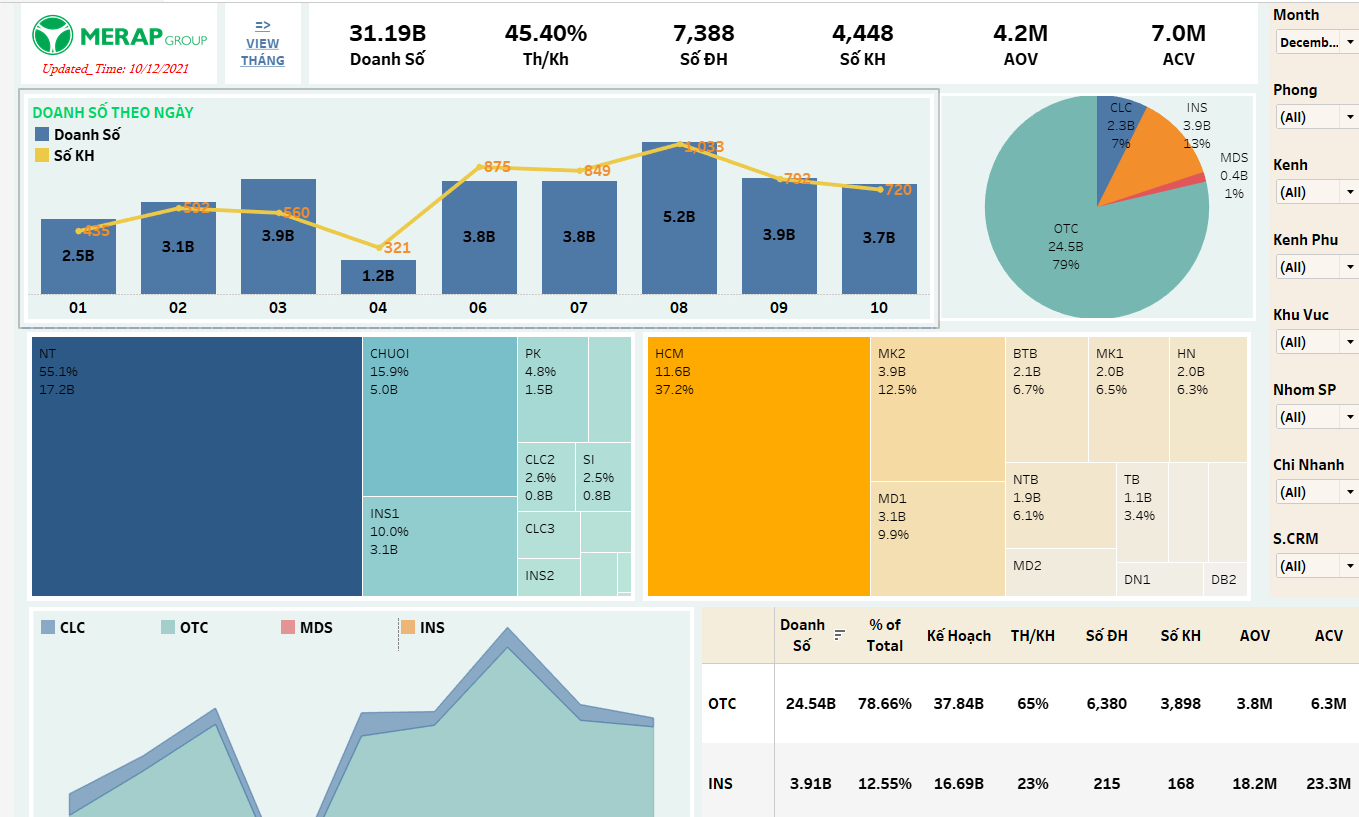 MERAP GROUP
Updated_Time: 10/12/2021
=>
VIEW
THÁNG
31.19B
Doanh Số
45.40%
Th/Kh
7,388
Số ĐH
4,448
Số KH
4.2M
AOV
7.0M
ACV
Month
Decemb...
Phong
(All)
Kenh
(All)
Kenh Phu
(All)
Khu Vuc
(All)
Nhom SP
(All)
Chi Nhanh
(All)
S.CRM
(All)
DOANH SỐ THEO NGÀY
Doanh Số
Số KH
435
592
560
321
875
849
1,033
792
720
2.5B
3.1B
3.9B
1.2B
3.8B
3.8B
5.2B
3.9B
3.7B
01
02
03
04
06
07
08
09
10
CLC
2.3B
7%
INS
3.9B
13%
MDS
0.4B
1%
OTC
24.5B
79%
NT
55.1%
17.2B
CHUOI
15.9%
5.0B
INS1
10.0%
3.1B
PK
4.8%
1.5B
CLC2
2.6%
0.8B
SI
2.5%
0.8B
CLC3
INS2
HCM
11.6B
37.2%
MK2
3.9B
12.5%
MD1
3.1B
9.9%
BTB
2.1B
6.7%
MK1
2.0B
6.5%
HN
2.0B
6.3%
NTB
1.9B
6.1%
TB
1.1B
3.4%
MD2
DN1
DB2
CLC
OTC
MDS
INS
Doanh Số
% of Total
Kế Hoạch
TH/KH
Số ĐH
Số KH
AOV
ACV
OTC 24.54B 78.66% 37.84B 65% 6,380 3,898 3.8M 6.3M
INS 3.91B 12.55% 16.69B 23% 215 168 18.2M 23.3M